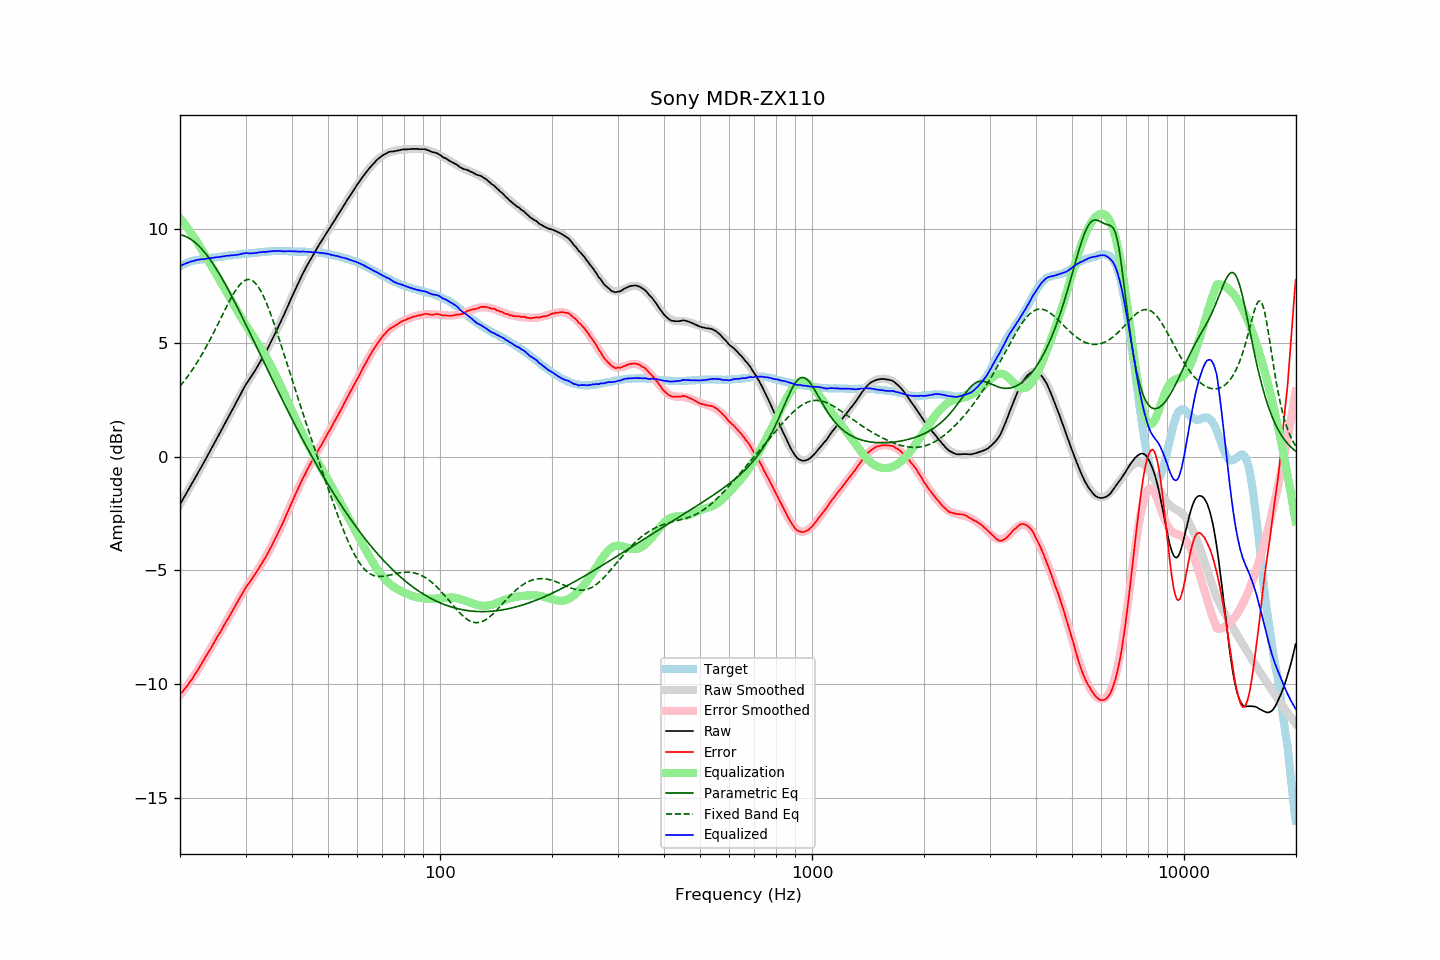 Sony MDR-ZX110
Amplitude (dBr)
10
5
0
−5
−10
−15
Target
Raw Smoothed
Error Smoothed
Raw
Error
Equalization
Parametric Eq
Fixed Band Eq
Equalized
100
1000
10000
Frequency (Hz)